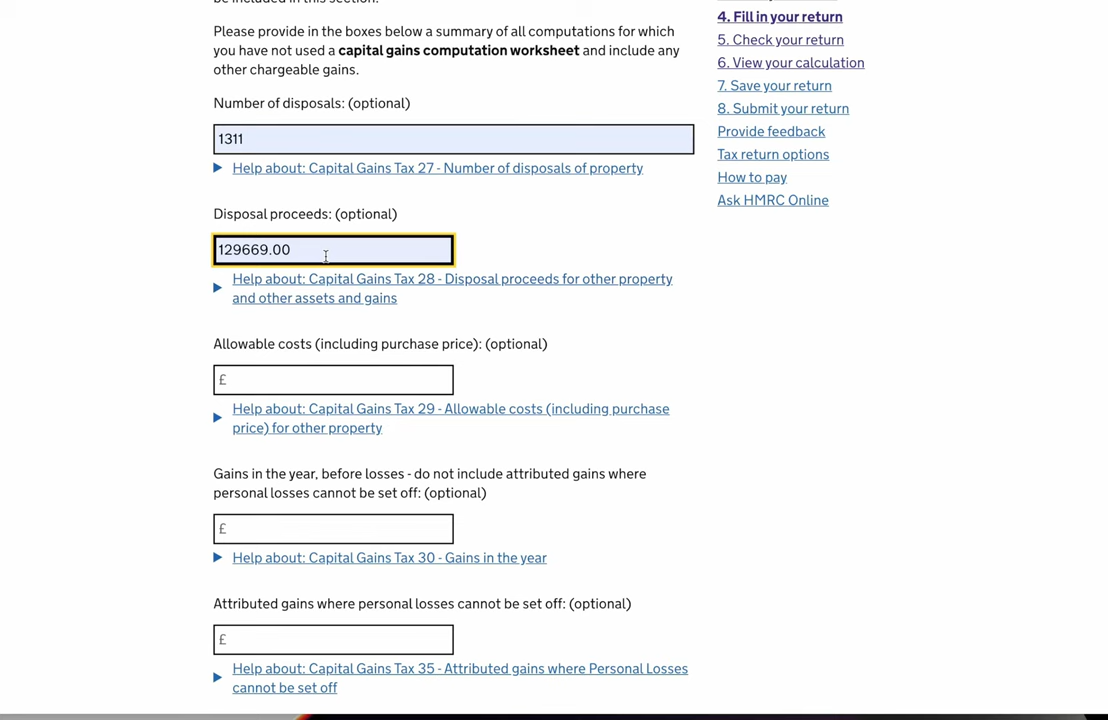 be included in this section.
Please provide in the boxes below a summary of all computations for which
you have not used a capital gains computation worksheet and include any
other chargeable gains.
Number of disposals: (optional)
1311
Help about: Capital Gains Tax 27 - Number of disposals of property
Disposal proceeds: (optional)
129669.00
Help about: Capital Gains Tax 28 - Disposal proceeds for other property
and other assets and gains
Allowable costs (including purchase price): (optional)
£
Help about: Capital Gains Tax 29 - Allowable costs (including purchase
price) for other property
Gains in the year, before losses - do not include attributed gains where
personal losses cannot be set off: (optional)
£
Help about: Capital Gains Tax 30 - Gains in the year
Attributed gains where personal losses cannot be set off: (optional)
£
Help about: Capital Gains Tax 35 - Attributed gains where Personal Losses
cannot be set off
4. Fill in your return
5. Check your return
6. View your calculation
7. Save your return
8. Submit your return
Provide feedback
Tax return options
How to pay
Ask HMRC Online